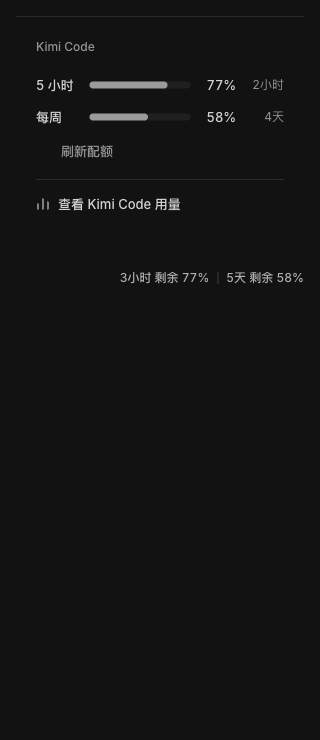 Kimi Code
5 小时 77% 2小时
每周 58% 4天
刷新配额
查看 Kimi Code 用量
3小时 剩余 77% | 5天 剩余 58%